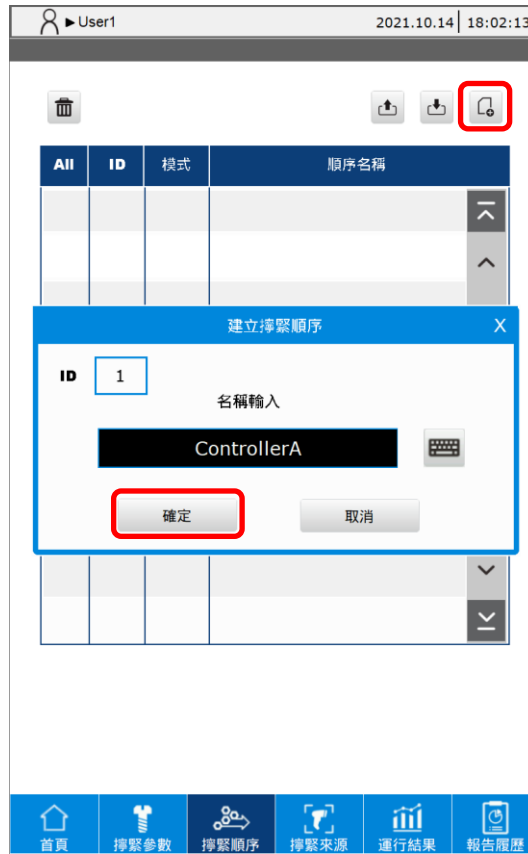 ►User1 2021.10.14 18:02:13
All ID 模式 順序名稱
建立擰緊順序 X
ID 1
名稱輸入
ControllerA
確定 取消
首頁 擰緊參數 擰緊順序 擰緊來源 運行結果 報告履歷